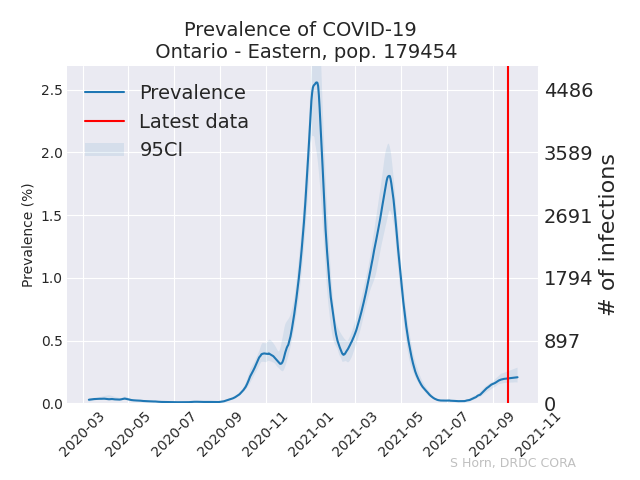 Prevalence of COVID-19
Ontario - Eastern, pop. 179454
Prevalence
Latest data
95CI
Prevalence (%)
2.5
2.0
1.5
1.0
0.5
0.0
4486
3589
2691
1794
897
0
# of infections
2020-03
2020-05
2020-07
2020-09
2020-11
2021-01
2021-03
2021-05
2021-07
2021-09
2021-11
S Horn, DRDC CORA